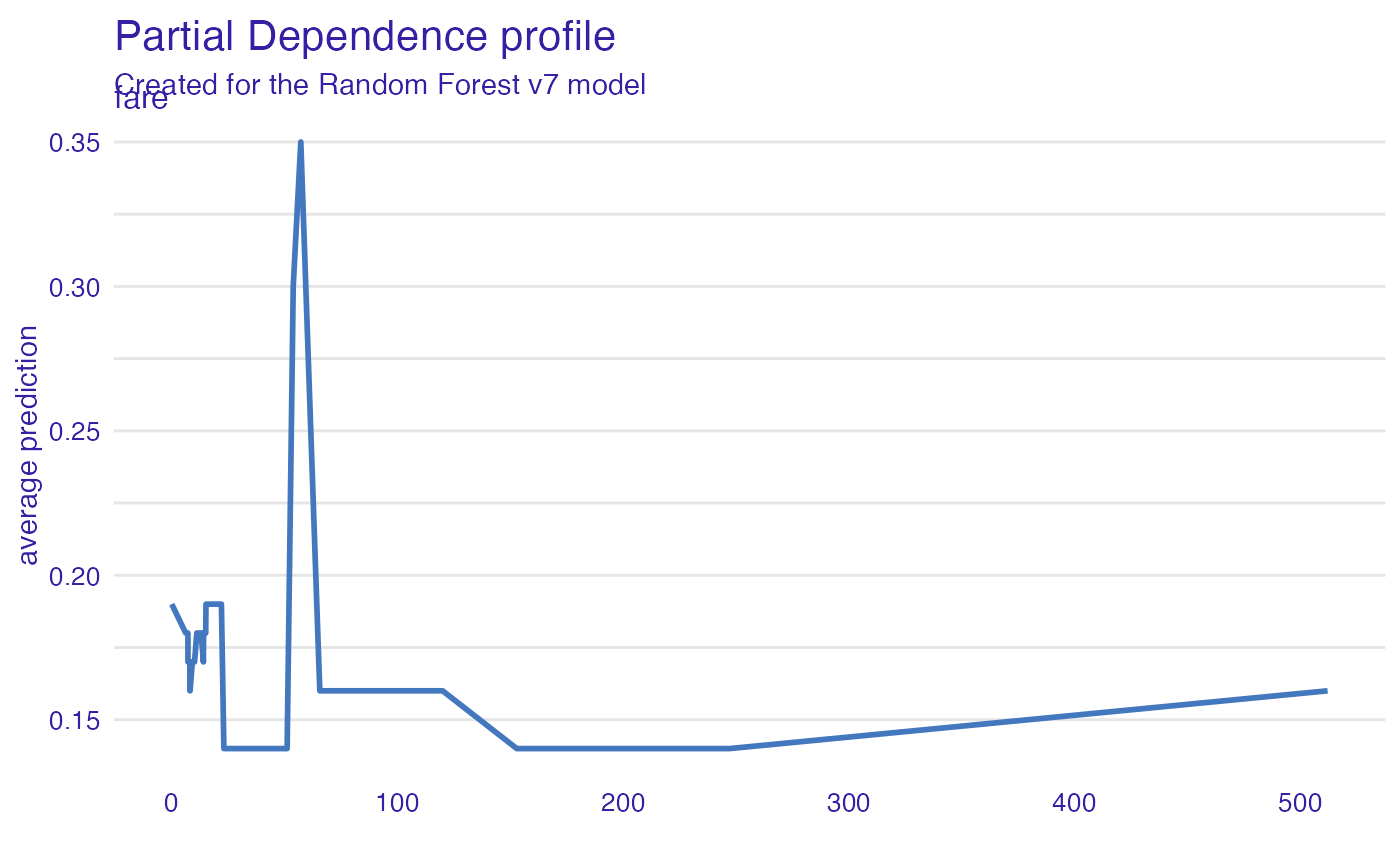 Partial Dependence profile
Created for the Random Forest v7 model
fare
0.35
0.30
0.25
0.20
0.15
average prediction
0 100 200 300 400 500